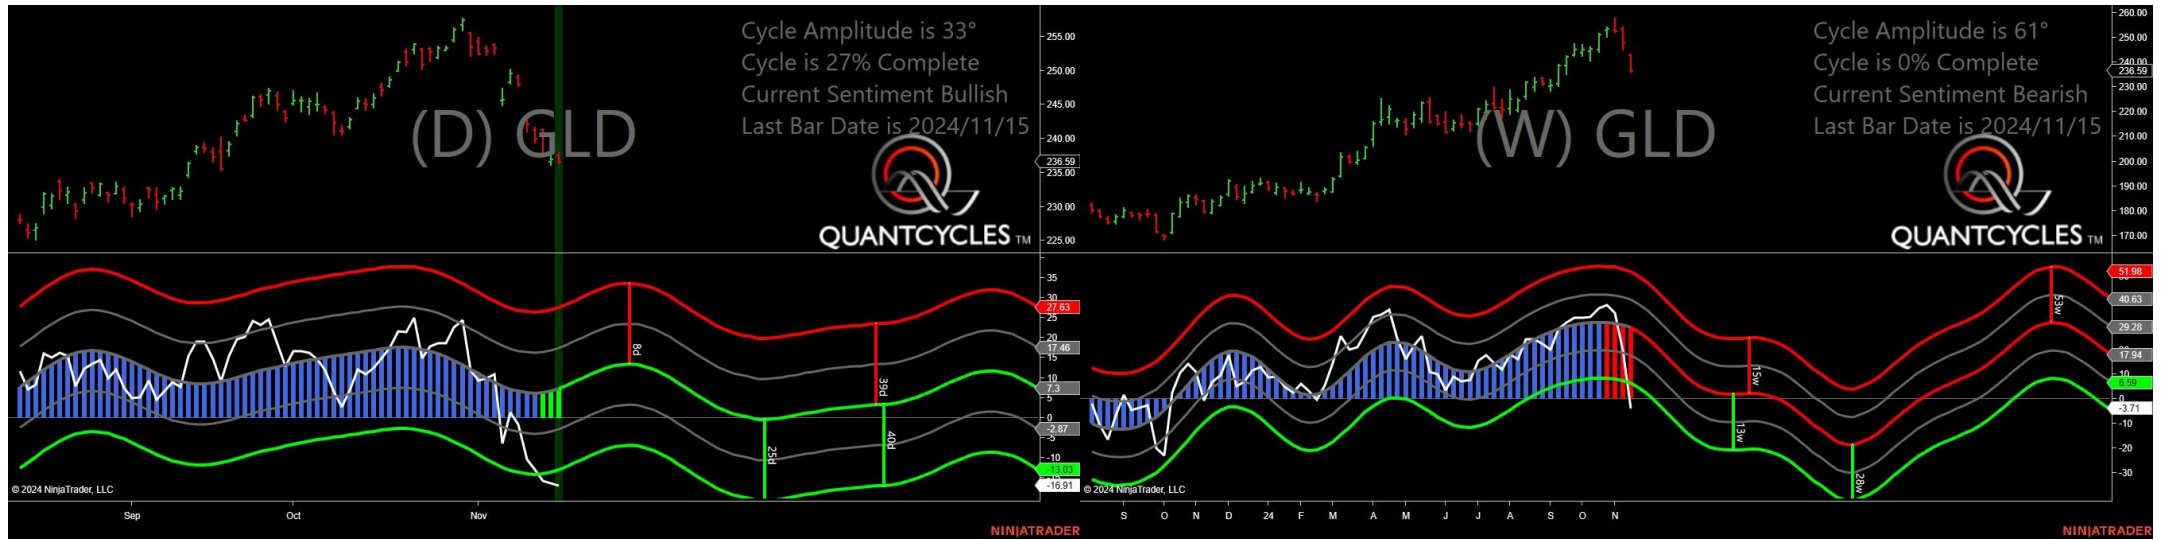 Cycle Amplitude is 33°
Cycle is 27% Complete
Current Sentiment Bullish
Last Bar Date is 2024/11/15
(D) GLD
QUANTCYCLES TM
255.00
250.00
245.00
240.00
236.59
235.00
230.00
225.00
35
30
27.63
25
20
17.46
15
10
7.3
5
0
-2.87
-5
-10
-13.03
-16.91
8d
25d
39d
40d
© 2024 NinjaTrader, LLC
Sep Oct Nov
NINJATRADER
Cycle Amplitude is 61°
Cycle is 0% Complete
Current Sentiment Bearish
Last Bar Date is 2024/11/15
(W) GLD
QUANTCYCLES TM
260.00
250.00
240.00
236.59
230.00
220.00
210.00
200.00
190.00
180.00
170.00
51.98
40.63
29.28
17.94
10
6.59
0
-3.71
-10
-20
-30
13w
15w
28w
53w
© 2024 NinjaTrader, LLC
S O N D 24 F M A M J J A S O N
NINJATRADER